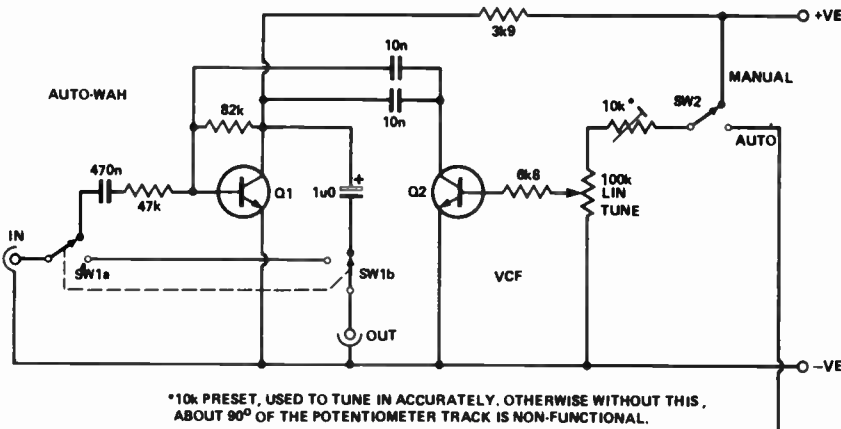 3k9
+VE
10n
MANUAL
AUTO-WAH
10k*
SW2
82k
10n
AUTO
470n
+
1u0
Q1
Q2
6k8
100k
LIN
TUNE
47k
IN
SW1a
SW1b
VCF
OUT
–VE
*10k PRESET, USED TO TUNE IN ACCURATELY. OTHERWISE WITHOUT THIS,
ABOUT 90° OF THE POTENTIOMETER TRACK IS NON-FUNCTIONAL.